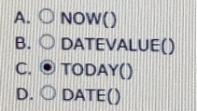 A. NOW()
B. DATEVALUE()
C. TODAY()
D. DATE()